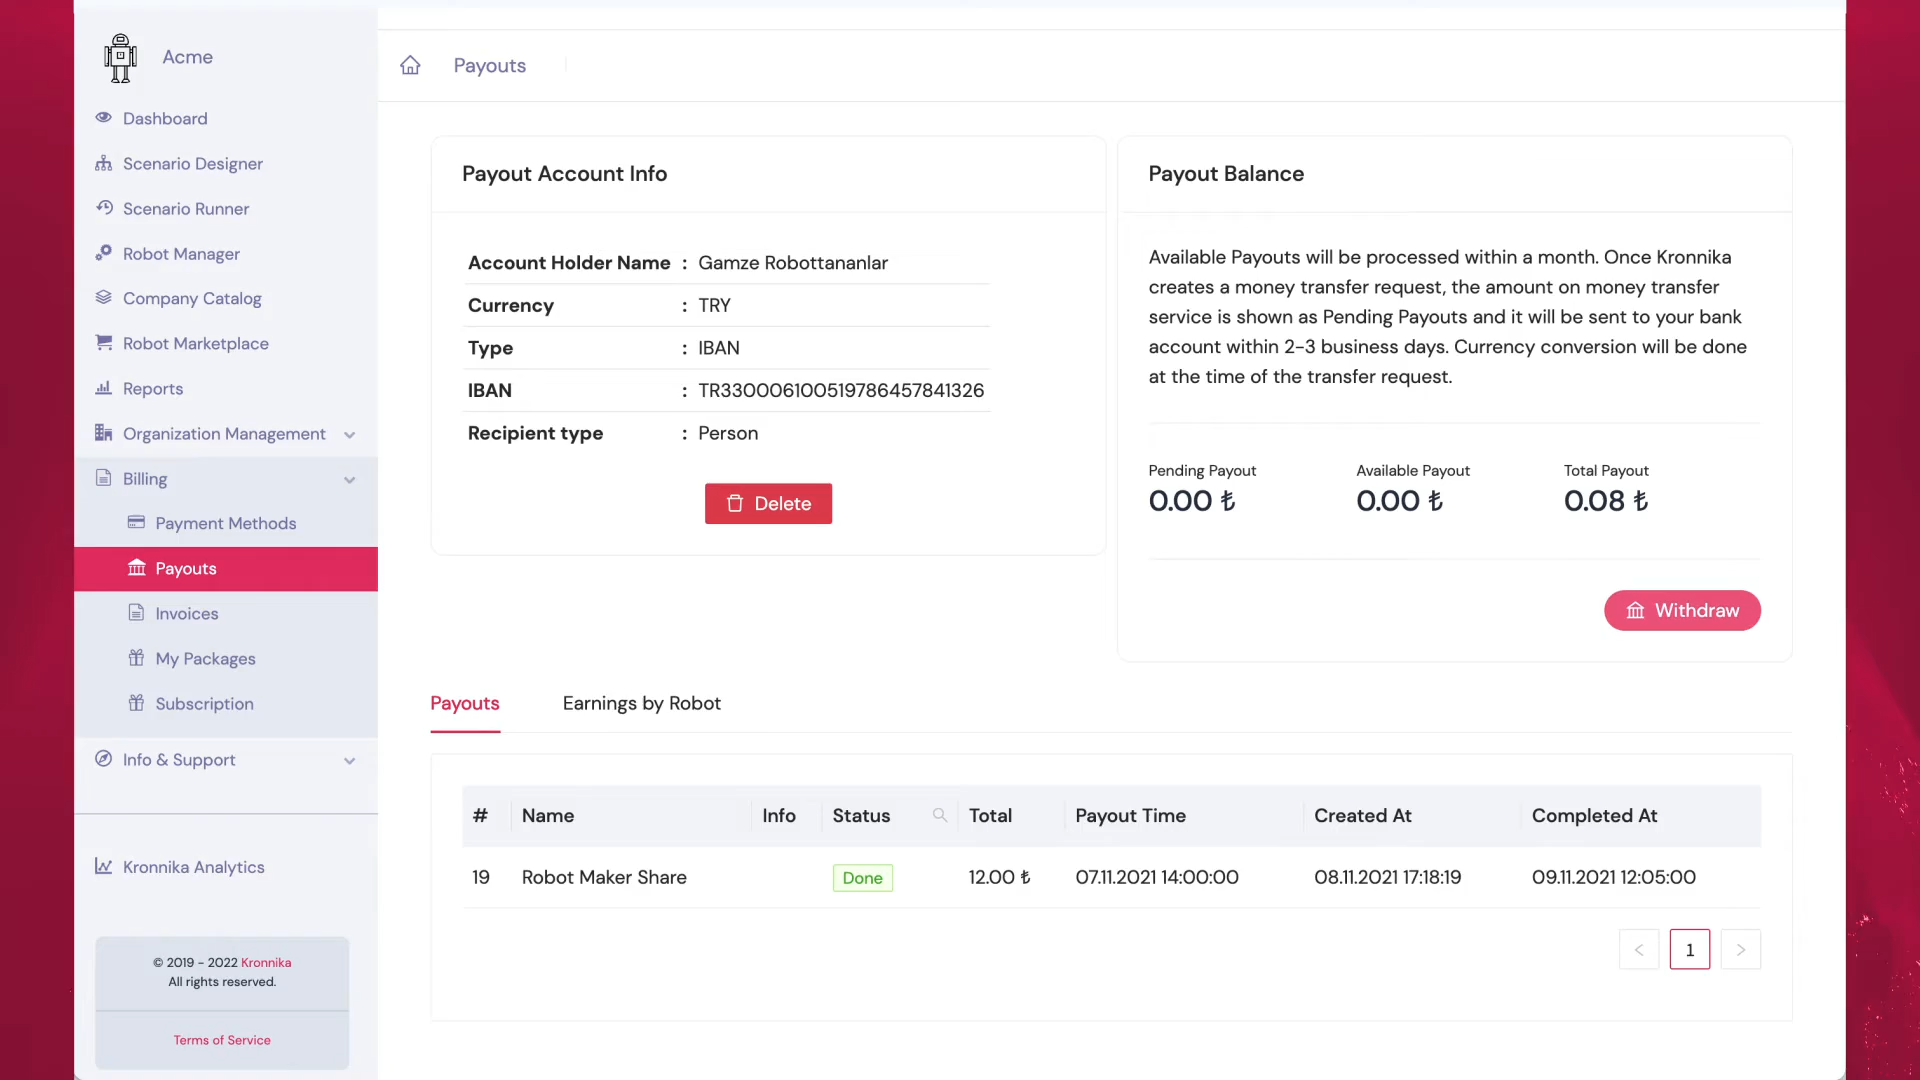 Acme
Dashboard
Scenario Designer
Scenario Runner
Robot Manager
Company Catalog
Robot Marketplace
Reports
Organization Management
Billing
Payment Methods
Payouts
Invoices
My Packages
Subscription
Info & Support
Kronnika Analytics
© 2019 - 2022 Kronnika
All rights reserved.
Terms of Service
Payouts
Payout Account Info
Account Holder Name : Gamze Robottananlar
Currency : TRY
Type : IBAN
IBAN : TR330006100519786457841326
Recipient type : Person
Delete
Payout Balance
Available Payouts will be processed within a month. Once Kronnika
creates a money transfer request, the amount on money transfer
service is shown as Pending Payouts and it will be sent to your bank
account within 2-3 business days. Currency conversion will be done
at the time of the transfer request.
Pending Payout Available Payout Total Payout
0.00 ₺ 0.00 ₺ 0.08 ₺
Withdraw
Payouts Earnings by Robot
# Name Info Status Total Payout Time Created At Completed At
19 Robot Maker Share Done 12.00 ₺ 07.11.2021 14:00:00 08.11.2021 17:18:19 09.11.2021 12:05:00
< 1 >